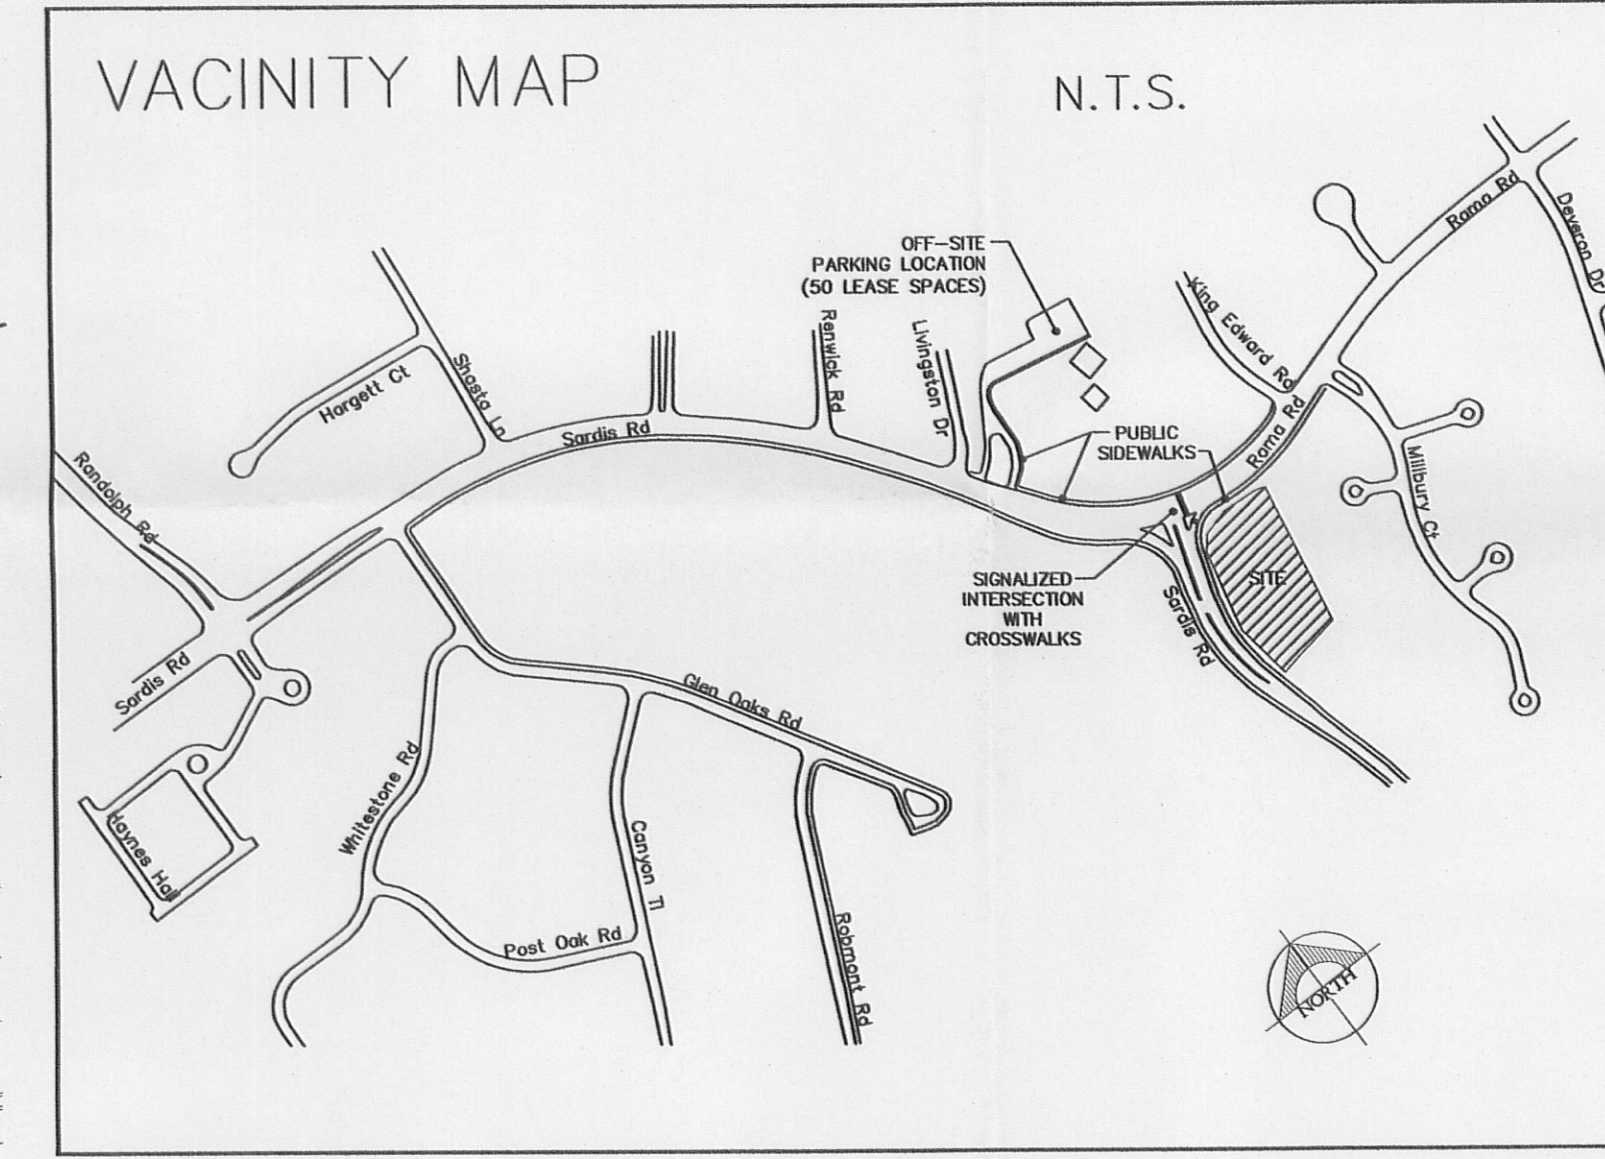 VACINITY MAP
N.T.S.
OFF-SITE
PARKING LOCATION
(50 LEASE SPACES)
Rama Rd
Deveron Dr
King Edward Rd
Renwick Rd
Livingston Dr
Shasta Ln
Hargett Ct
Sardis Rd
Rama Rd
PUBLIC
SIDEWALKS
Millbury Ct
Randolph Rd
SIGNALIZED
INTERSECTION
WITH
CROSSWALKS
SITE
Sardis Rd
Sardis Rd
Glen Oaks Rd
Whitestone Rd
Haynes Hall
Canyon Tl
Post Oak Rd
Robmont Rd
NORTH